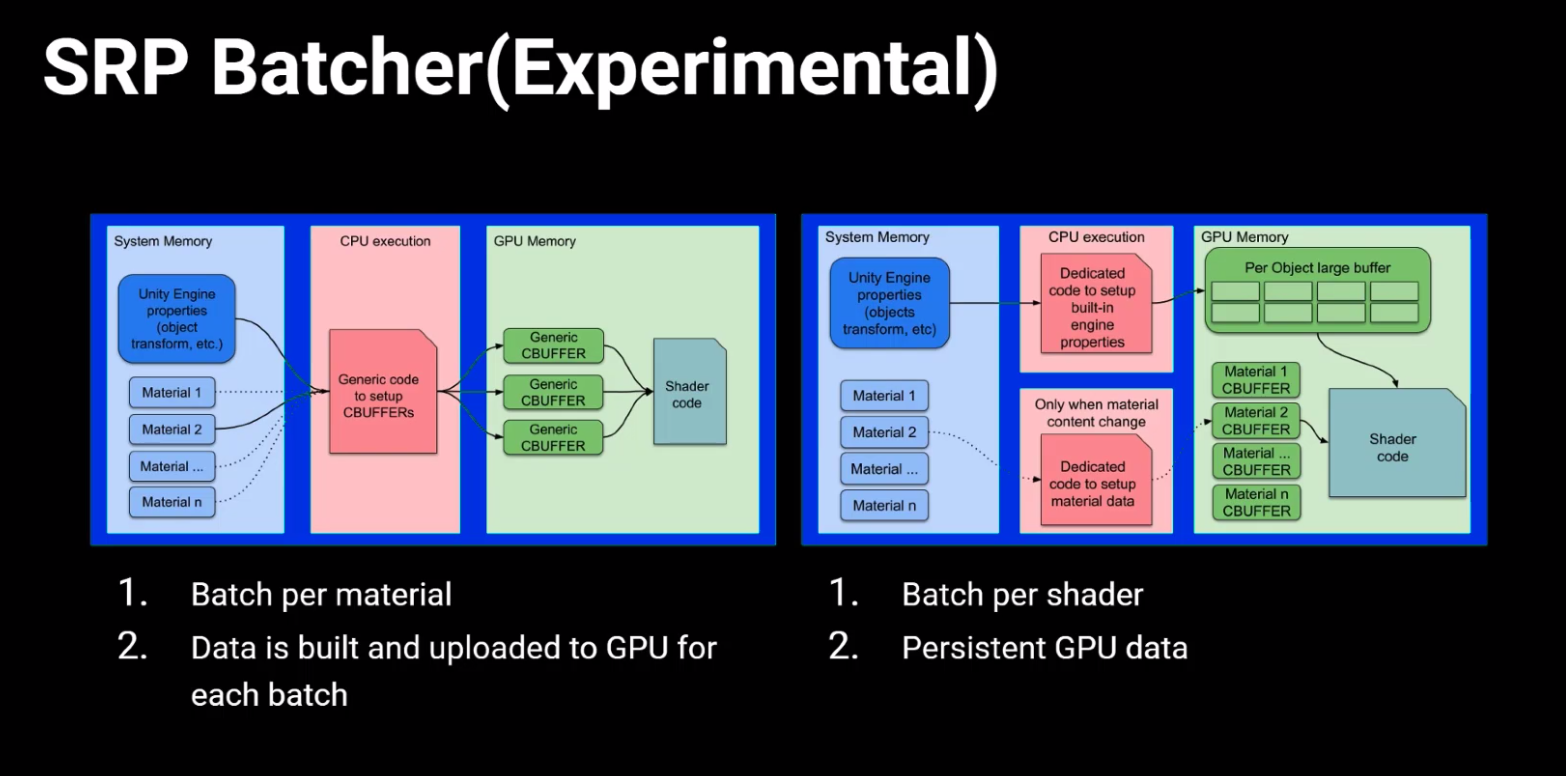 SRP Batcher(Experimental)
System Memory
CPU execution
GPU Memory
Unity Engine
properties
(object
transform, etc.)
Material 1
Material 2
Material ...
Material n
Generic code
to setup
CBUFFERs
Generic
CBUFFER
Generic
CBUFFER
Generic
CBUFFER
Shader
code
1. Batch per material
2. Data is built and uploaded to GPU for
each batch
System Memory
CPU execution
GPU Memory
Unity Engine
properties
(objects
transform, etc)
Material 1
Material 2
Material ...
Material n
Dedicated
code to setup
built-in
engine
properties
Only when material
content change
Dedicated
code to setup
material data
Per Object large buffer
Material 1
CBUFFER
Material 2
CBUFFER
Material ...
CBUFFER
Material n
CBUFFER
Shader
code
1. Batch per shader
2. Persistent GPU data